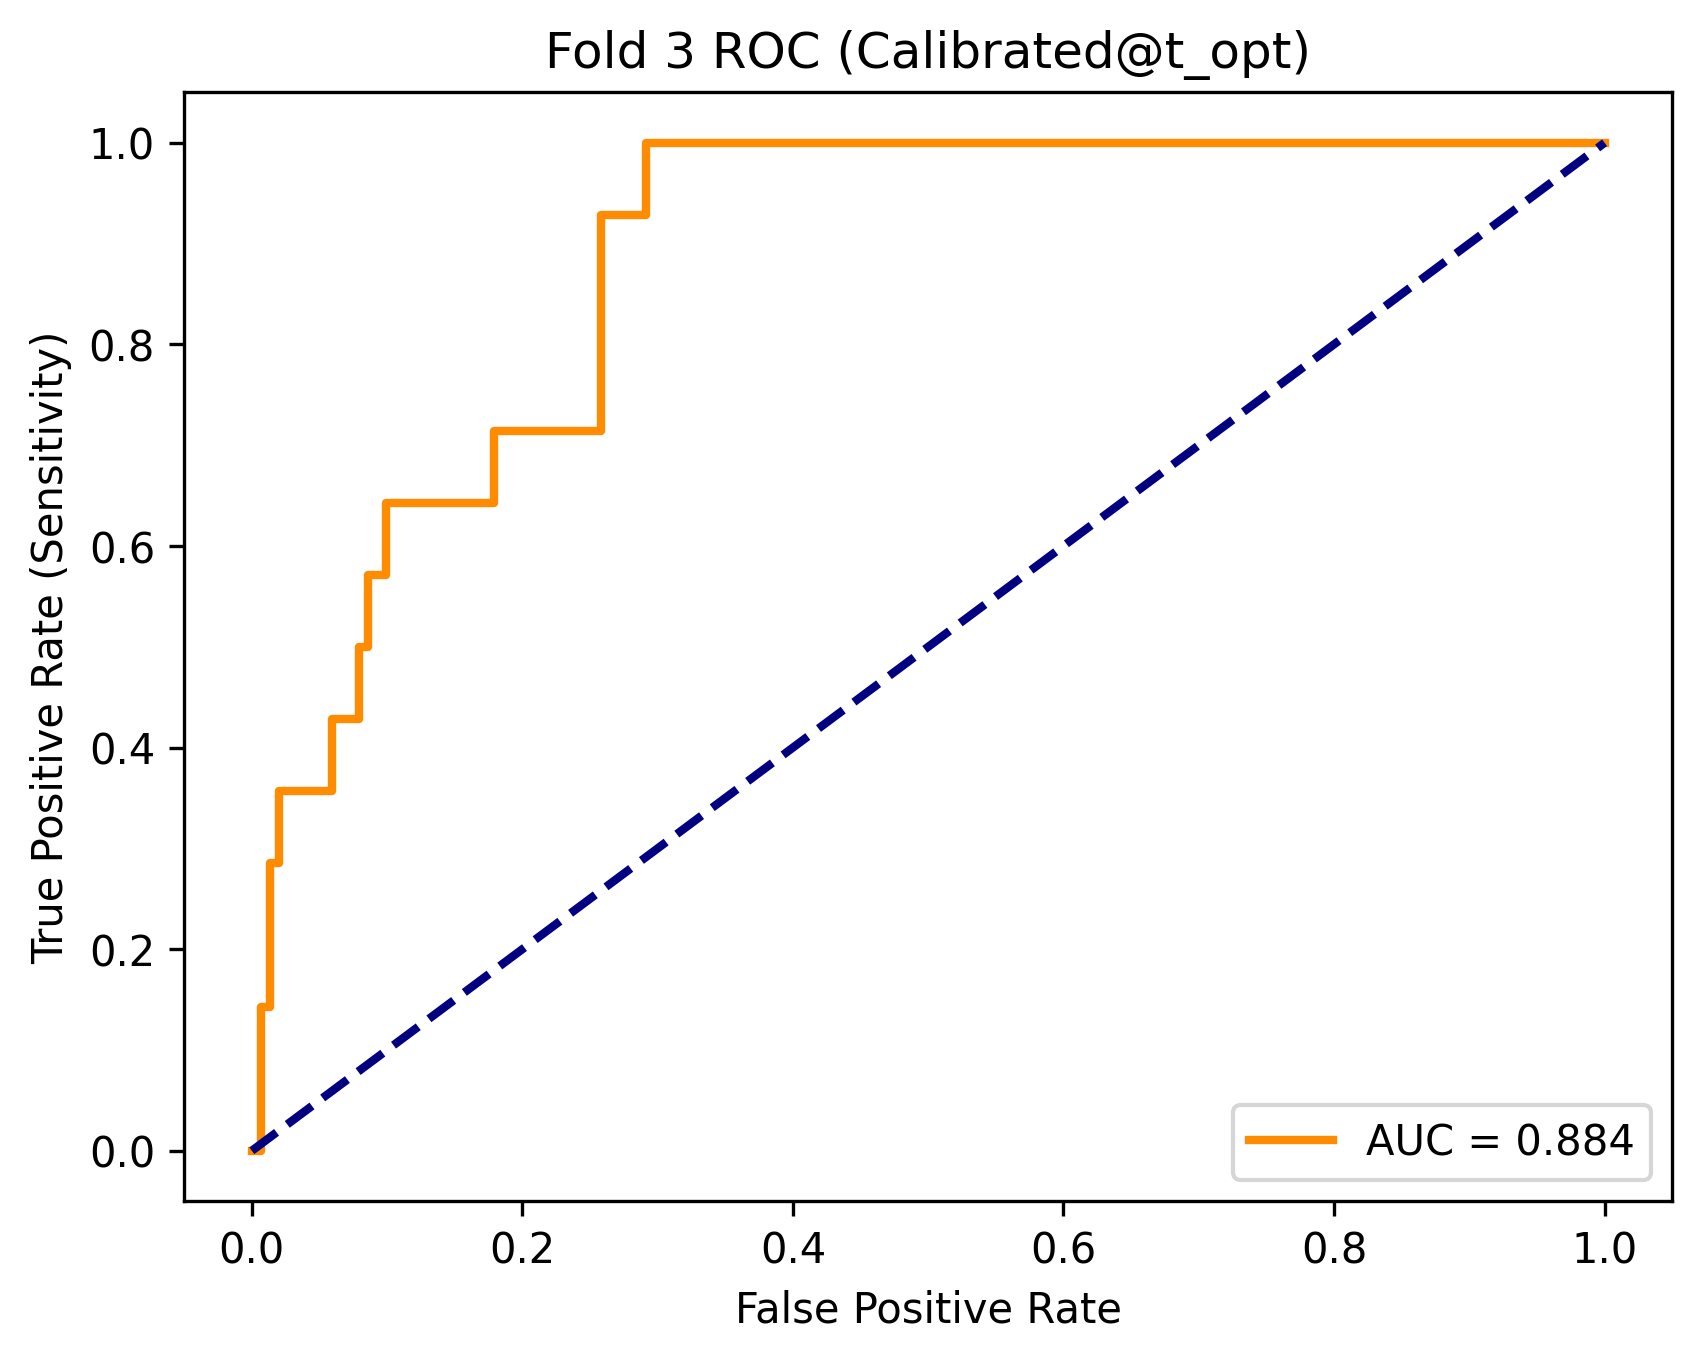 Fold 3 ROC (Calibrated@t_opt)
True Positive Rate (Sensitivity)
1.0
0.8
0.6
0.4
0.2
0.0
AUC = 0.884
0.0 0.2 0.4 0.6 0.8 1.0
False Positive Rate